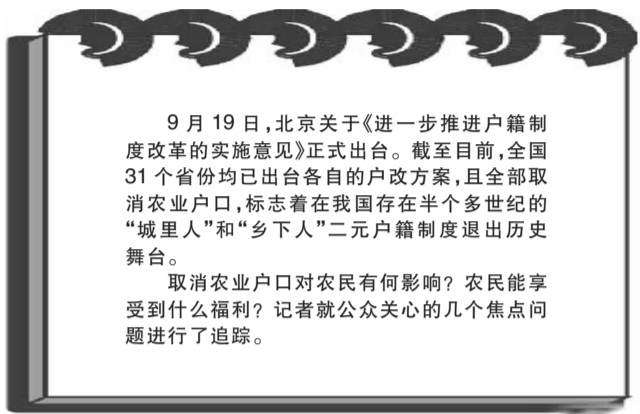 9 月 19 日,北京关于《进一步推进户籍制
度改革的实施意见》正式出台。截至目前,全国
31 个省份均已出台各自的户改方案,且全部取
消农业户口,标志着在我国存在半个多世纪的
“城里人”和“乡下人”二元户籍制度退出历史
舞台。
取消农业户口对农民有何影响?农民能享
受到什么福利?记者就公众关心的几个焦点问
题进行了追踪。